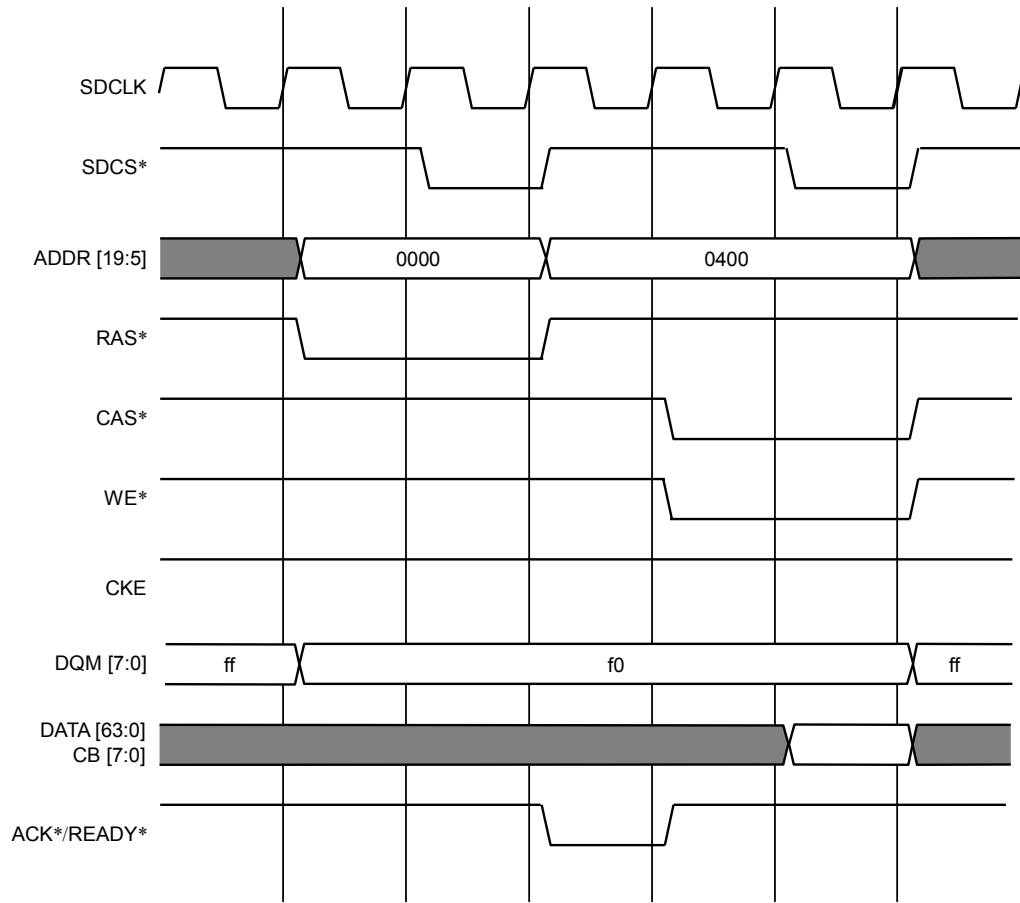 SDCLK
SDCS*
ADDR [19:5]
0000
0400
RAS*
CAS*
WE*
CKE
DQM [7:0]
ff
f0
ff
DATA [63:0]
CB [7:0]
ACK*/READY*